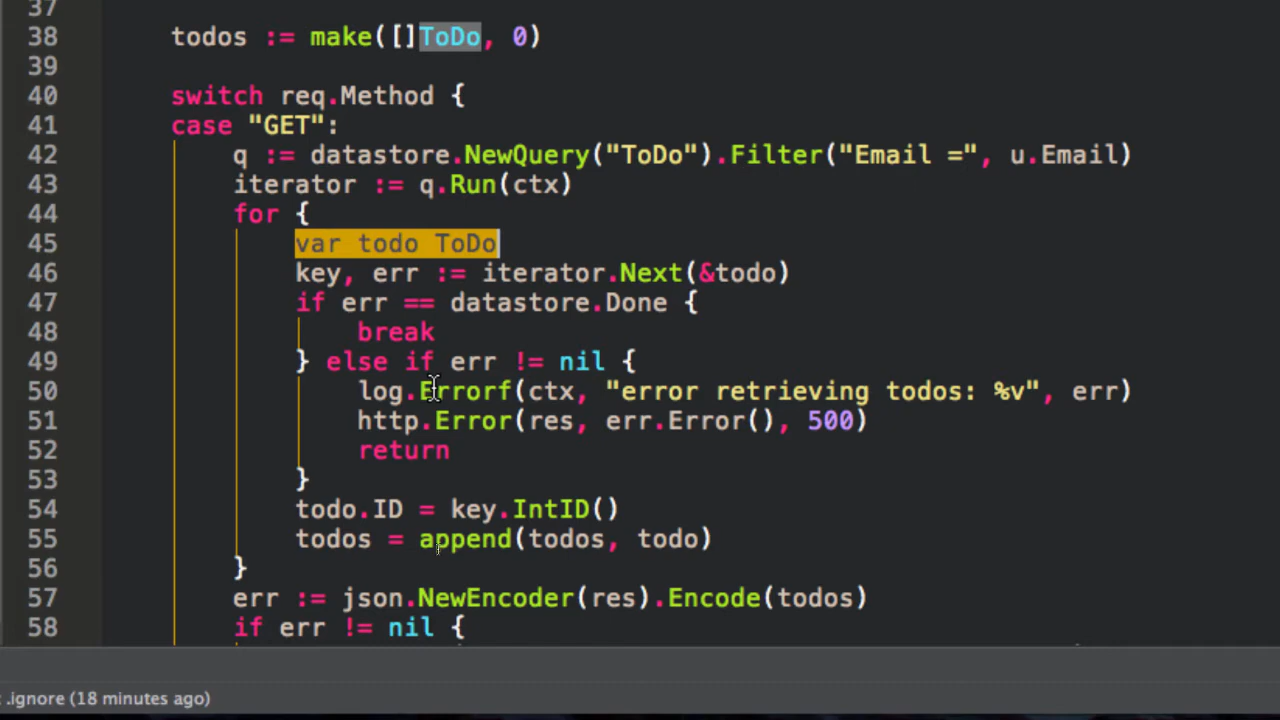 37
38 todos := make([]ToDo, 0)
39
40 switch req.Method {
41 case "GET":
42 q := datastore.NewQuery("ToDo").Filter("Email =", u.Email)
43 iterator := q.Run(ctx)
44 for {
45 var todo ToDo
46 key, err := iterator.Next(&todo)
47 if err == datastore.Done {
48 break
49 } else if err != nil {
50 log.Errorf(ctx, "error retrieving todos: %v", err)
51 http.Error(res, err.Error(), 500)
52 return
53 }
54 todo.ID = key.IntID()
55 todos = append(todos, todo)
56 }
57 err := json.NewEncoder(res).Encode(todos)
58 if err != nil {
.ignore (18 minutes ago)